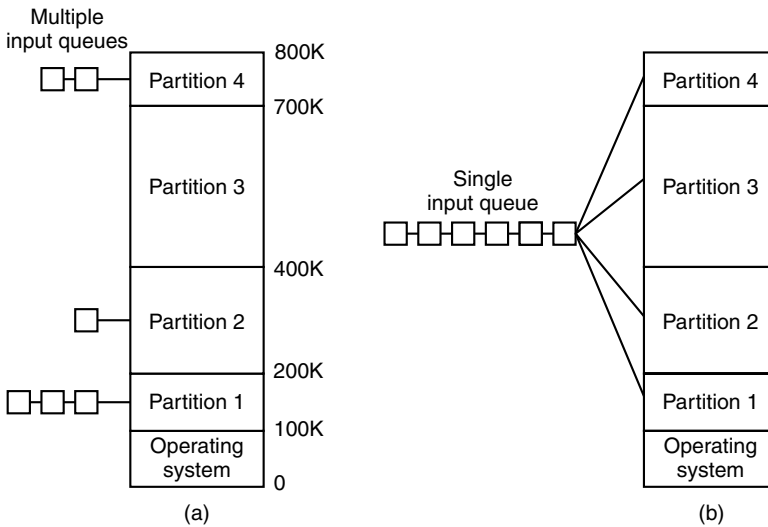 Multiple
input queues
800K
Partition 4
700K
Partition 3
400K
Partition 2
200K
Partition 1
100K
Operating
system
0
(a)
Single
input queue
Partition 4
Partition 3
Partition 2
Partition 1
Operating
system
(b)